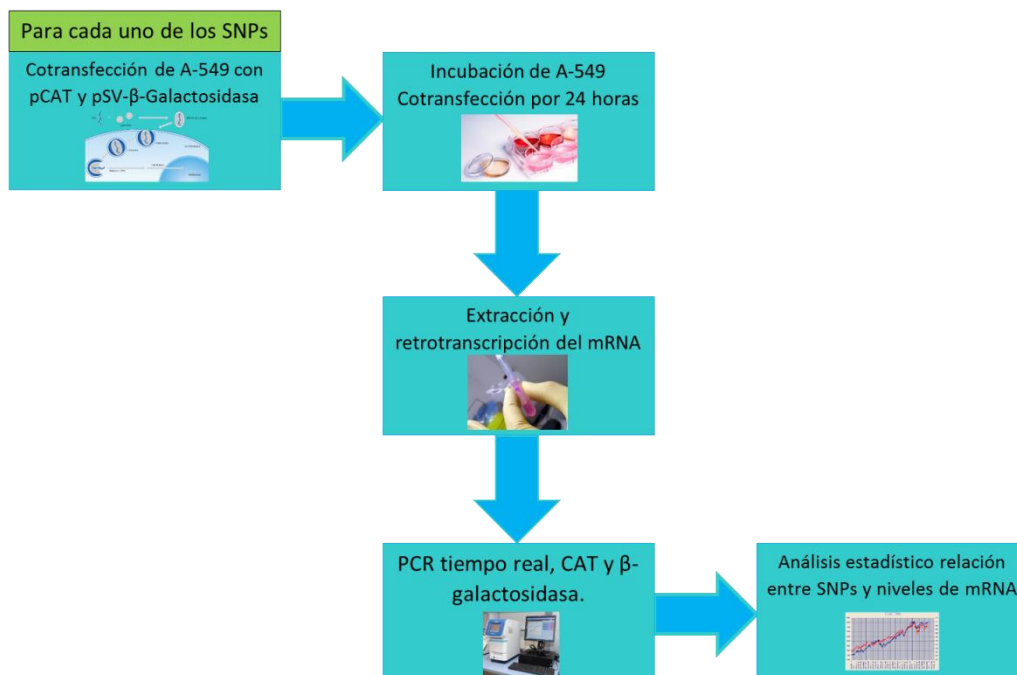 Para cada uno de los SNPs
Cotransfección de A-549 con
pCAT y pSV-β-Galactosidasa
Incubación de A-549
Cotransfección por 24 horas
Extracción y
retrotranscripción del mRNA
PCR tiempo real, CAT y β-
galactosidasa.
Análisis estadístico relación
entre SNPs y niveles de mRNA